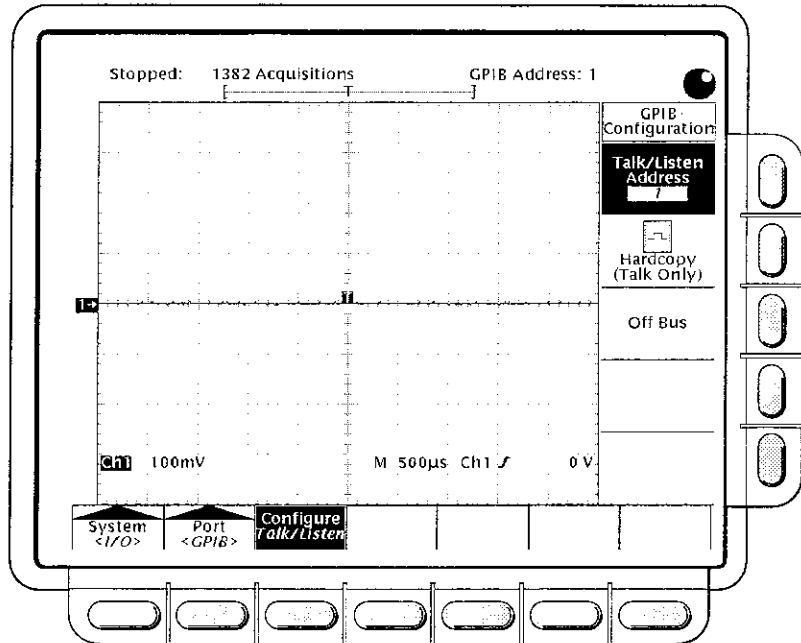 Stopped: 1382 Acquisitions GPIB Address: 1
T
GPIB
Configuration
Talk/Listen
Address
1
Hardcopy
(Talk Only)
Off Bus
1→
T
Ch1 100mV M 500µs Ch1 0 V
System
<I/O>
Port
<GPIB>
Configure
Talk/Listen